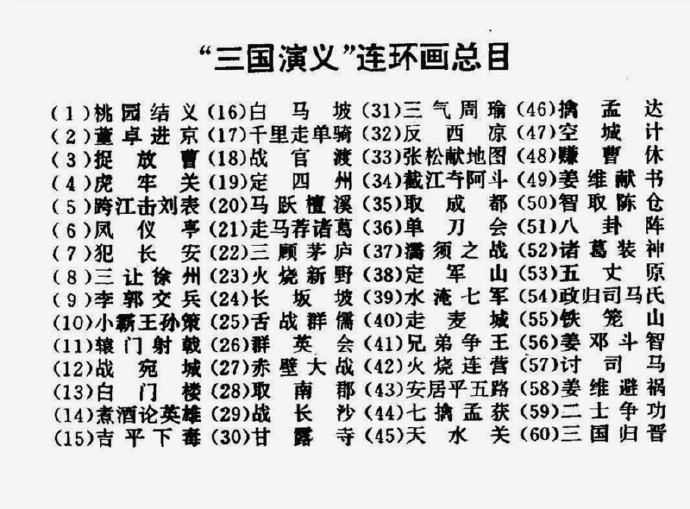 “三国演义”连环画总目
(1)桃园结义 (16)白马坡 (31)三气周瑜 (46)擒孟达
(2)董卓进京 (17)千里走单骑 (32)反西凉 (47)空城计
(3)捉放曹 (18)战官渡 (33)张松献地图 (48)赚曹休
(4)虎牢关 (19)定四州 (34)截江夺阿斗 (49)姜维献书
(5)跨江击刘表 (20)马跃檀溪 (35)取成都 (50)智取陈仓
(6)凤仪亭 (21)走马荐诸葛 (36)单刀会 (51)八卦阵
(7)犯长安 (22)三顾茅庐 (37)濡须之战 (52)诸葛装神
(8)三让徐州 (23)火烧新野 (38)定军山 (53)五丈原
(9)李郭交兵 (24)长坂坡 (39)水淹七军 (54)政归司马氏
(10)小霸王孙策 (25)舌战群儒 (40)走麦城 (55)铁笼山
(11)辕门射戟 (26)群英会 (41)兄弟争王 (56)姜邓斗智
(12)战宛城 (27)赤壁大战 (42)火烧连营 (57)讨司马
(13)白门楼 (28)取南郡 (43)安居平五路 (58)姜维避祸
(14)煮酒论英雄 (29)战长沙 (44)七擒孟获 (59)二士争功
(15)吉平下毒 (30)甘露寺 (45)天水关 (60)三国归晋